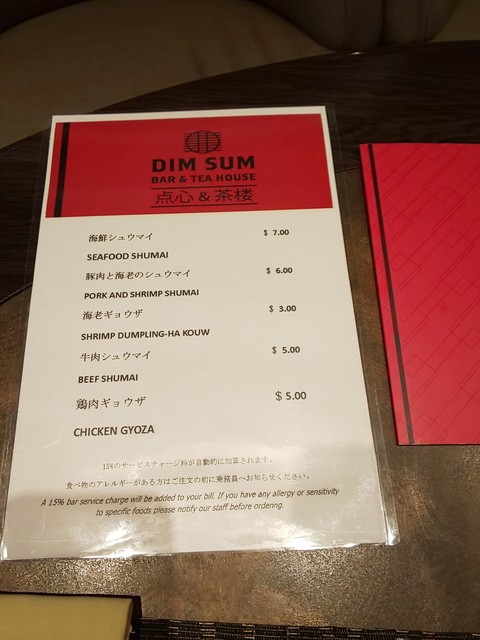 DIM SUM
BAR & TEA HOUSE
点心 & 茶楼
海鮮シュウマイ $ 7.00
SEAFOOD SHUMAI
豚肉と海老のシュウマイ $ 6.00
PORK AND SHRIMP SHUMAI
海老ギョウザ $ 3.00
SHRIMP DUMPLING-HA KOUW
牛肉シュウマイ $ 5.00
BEEF SHUMAI
鶏肉ギョウザ $ 5.00
CHICKEN GYOZA
15%のサービスチャージ料が自動的に加算されます。
食べ物のアレルギーがある方はご注文の前に乗務員へお知らせください。
A 15% bar service charge will be added to your bill. If you have any allergy or sensitivity
to specific foods please notify our staff before ordering.